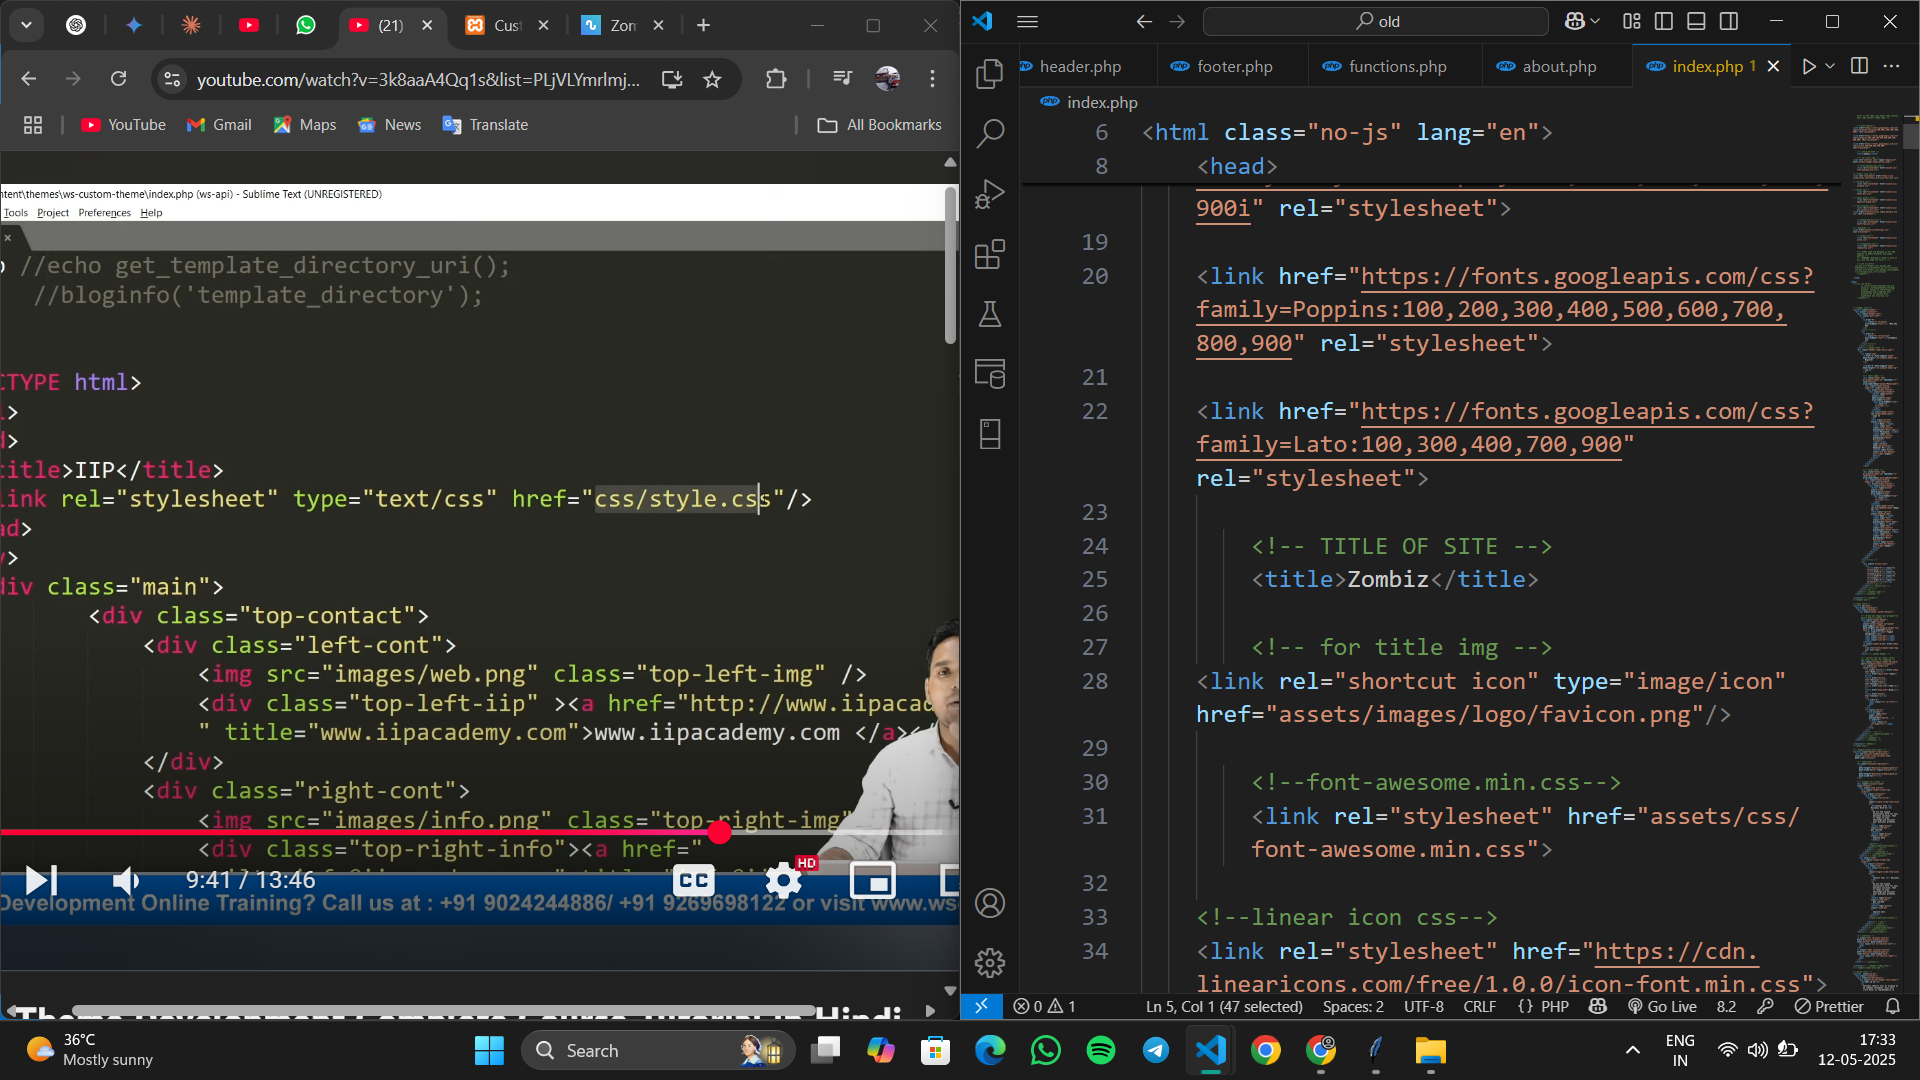 (21)
Cus
Zon
youtube.com/watch?v=3k8aaA4Qq1s&list=PLjVLYmrlmj...
YouTube
Gmail
Maps
News
Translate
All Bookmarks
ntent\themes\ws-custom-theme\index.php (ws-api) - Sublime Text (UNREGISTERED)
Tools Project Preferences Help
//echo get_template_directory_uri();
//bloginfo('template_directory');
CTYPE html>
>
d>
title>IIP</title>
link rel="stylesheet" type="text/css" href="css/style.css"/>
ad>
y>
div class="main">
<div class="top-contact">
<div class="left-cont">
<img src="images/web.png" class="top-left-img" />
<div class="top-left-iip" ><a href="http://www.iipacad
" title="www.iipacademy.com">www.iipacademy.com </a><
</div>
<div class="right-cont">
<img src="images/info.png" class="top-right-img"
<div class="top-right-info"><a href="
9:41 / 13:46
CC
HD
Development Online Training? Call us at : +91 9024244886/ +91 9269698122 or visit www.ws
Theme Development Complete Course Tutorial in Hindi
old
header.php
footer.php
functions.php
about.php
index.php 1
index.php
6 <html class="no-js" lang="en">
8 <head>
900i" rel="stylesheet">
19
20 <link href="https://fonts.googleapis.com/css?
family=Poppins:100,200,300,400,500,600,700,
800,900" rel="stylesheet">
21
22 <link href="https://fonts.googleapis.com/css?
family=Lato:100,300,400,700,900"
rel="stylesheet">
23
24 <!-- TITLE OF SITE -->
25 <title>Zombiz</title>
26
27 <!-- for title img -->
28 <link rel="shortcut icon" type="image/icon"
href="assets/images/logo/favicon.png"/>
29
30 <!--font-awesome.min.css-->
31 <link rel="stylesheet" href="assets/css/
font-awesome.min.css">
32
33 <!--linear icon css-->
34 <link rel="stylesheet" href="https://cdn.
linearicons.com/free/1.0.0/icon-font.min.css">
0 1
Ln 5, Col 1 (47 selected)
Spaces: 2
UTF-8
CRLF
{ } PHP
Go Live
8.2
Prettier
36°C
Mostly sunny
Search
ENG
IN
17:33
12-05-2025